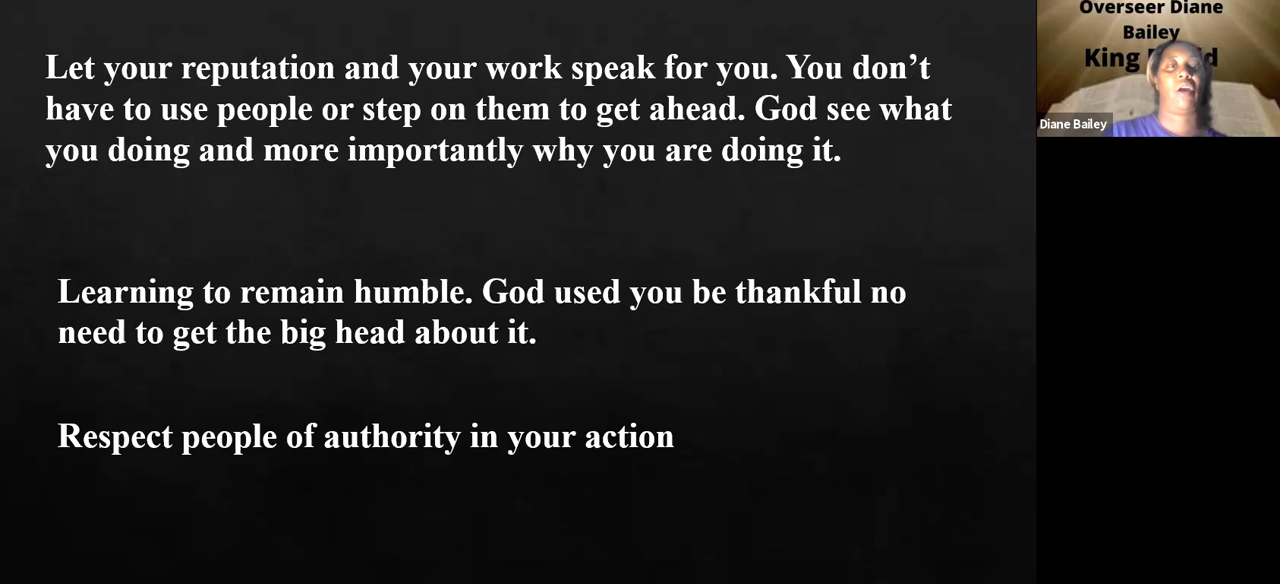 Let your reputation and your work speak for you. You don’t
have to use people or step on them to get ahead. God see what
you doing and more importantly why you are doing it.
Learning to remain humble. God used you be thankful no
need to get the big head about it.
Respect people of authority in your action
Overseer Diane
Bailey
King
Diane Bailey